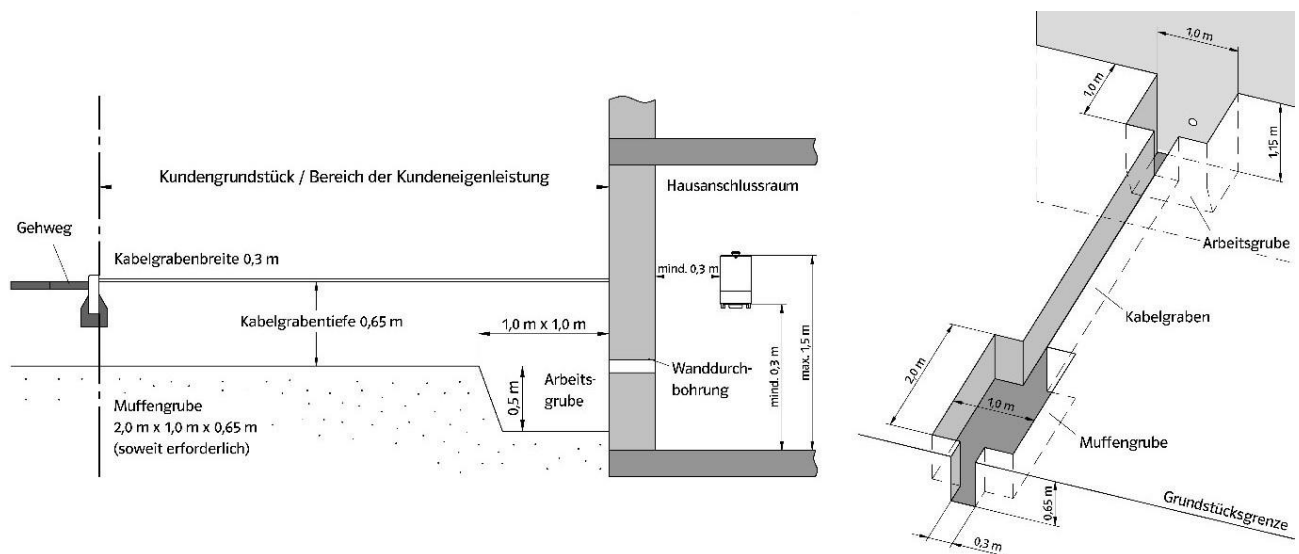 Kundengrundstück / Bereich der Kundeneigenleistung
Hausanschlussraum
Gehweg
Kabelgrabenbreite 0,3 m
mind. 0,3 m
Kabelgrabentiefe 0,65 m
1,0 m x 1,0 m
mind. 0,3 m
max. 1,5 m
Wanddurch-
bohrung
Arbeits-
grube
0,5 m
Muffengrube
2,0 m x 1,0 m x 0,65 m
(soweit erforderlich)
1,0 m
1,0 m
1,15 m
Arbeitsgrube
Kabelgraben
2,0 m
1,0 m
Muffengrube
Grundstücksgrenze
0,65 m
0,3 m